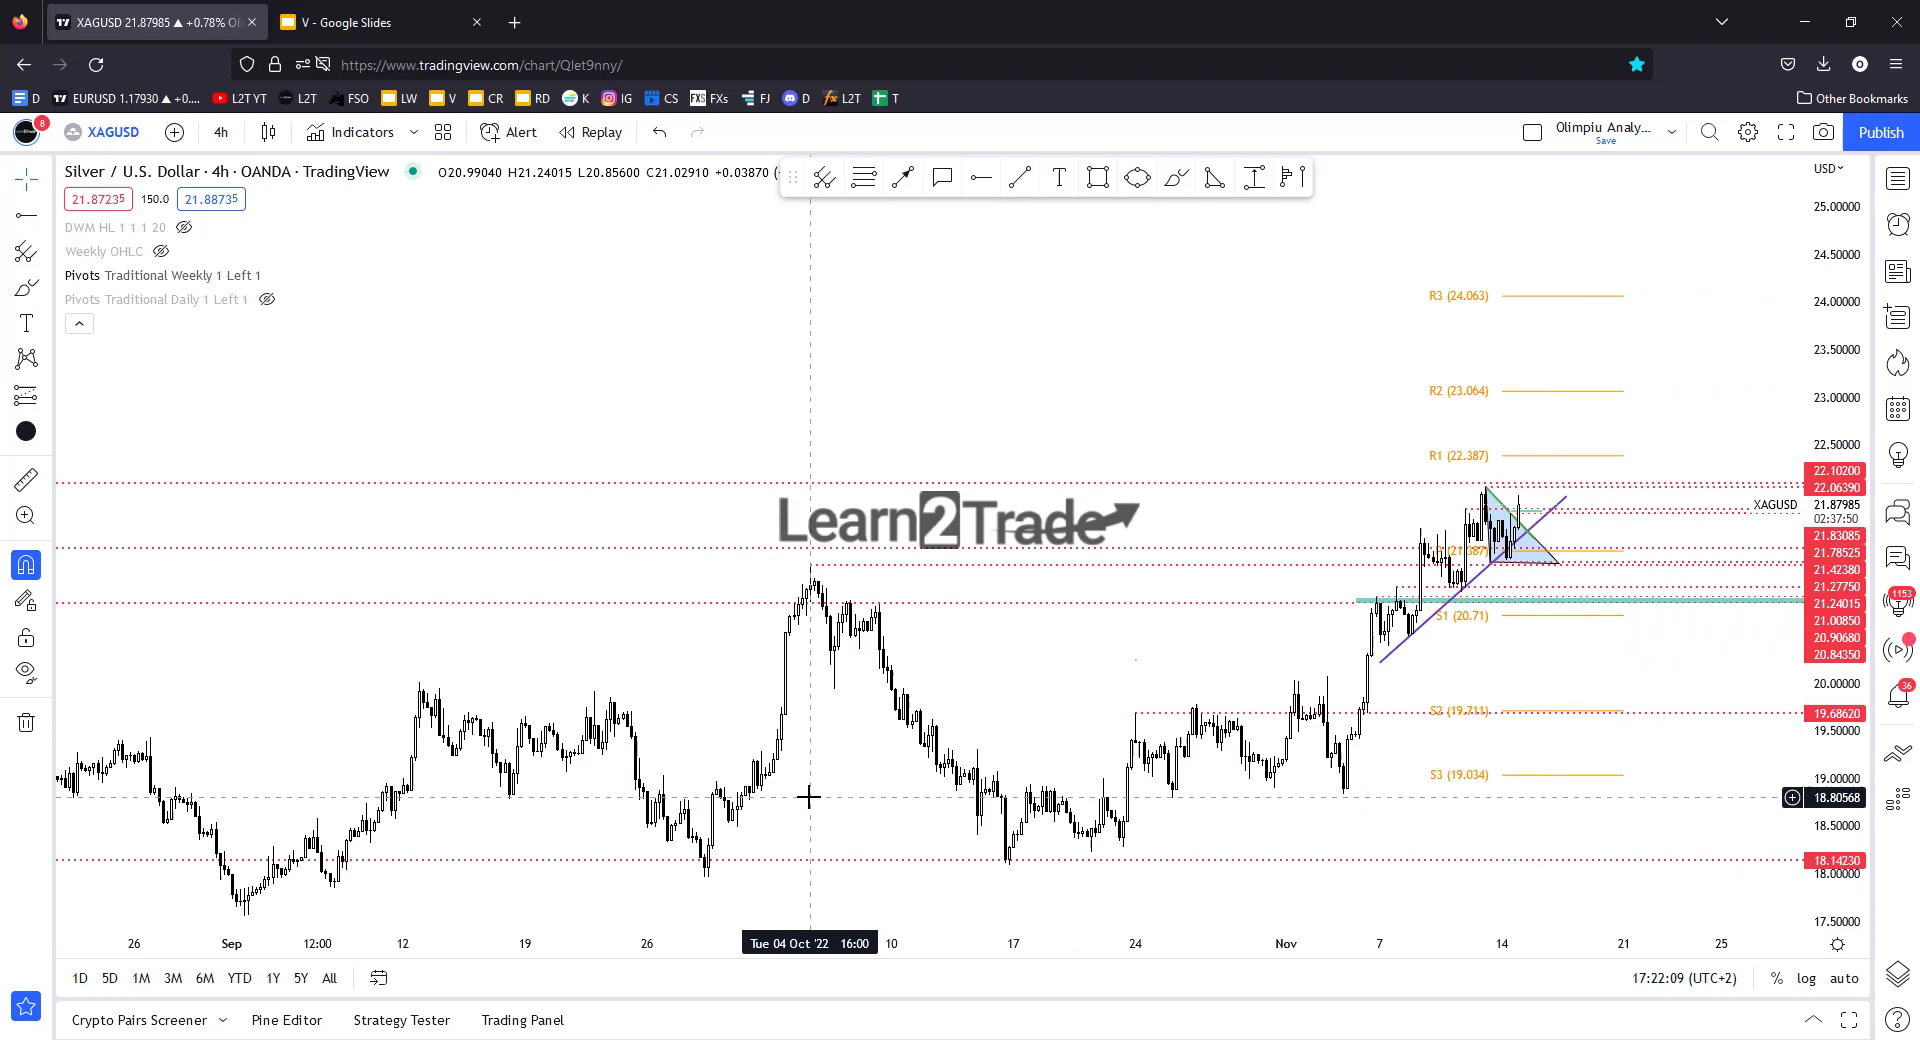 XAGUSD 21.87985 ▲ +0.78% Oli
V - Google Slides
https://www.tradingview.com/chart/Qlet9nny/
D
EURUSD 1.17930 ▲ +0....
L2T YT
L2T
FSO
LW
V
CR
RD
K
IG
CS
FXS FXs
FJ
D
L2T
T
Other Bookmarks
8
XAGUSD
4h
Indicators
Alert
Replay
Olimpiu Analy...
Save
Publish
Silver / U.S. Dollar · 4h · OANDA · TradingView
O20.99040 H21.24015 L20.85600 C21.02910 +0.03870 (
USD
21.87235
150.0
21.88735
DWM HL 1 1 1 20
Weekly OHLC
Pivots Traditional Weekly 1 Left 1
Pivots Traditional Daily 1 Left 1
25.00000
24.50000
R3 (24.063)
24.00000
23.50000
R2 (23.064)
23.00000
R1 (22.387)
22.50000
22.10200
22.06390
Learn2Trade
XAGUSD
21.87985
02:37:50
21.83085
21.78525
P (21.387)
21.42380
21.27750
21.24015
S1 (20.71)
21.00850
20.90680
20.84350
20.00000
S2 (19.711)
19.68620
19.50000
S3 (19.034)
19.00000
18.80568
18.50000
18.14230
18.00000
17.50000
1153
36
26
Sep
12:00
12
19
26
Tue 04 Oct '22 16:00
10
17
24
Nov
7
14
21
25
1D
5D
1M
3M
6M
YTD
1Y
5Y
All
17:22:09 (UTC+2)
%
log
auto
Crypto Pairs Screener
Pine Editor
Strategy Tester
Trading Panel